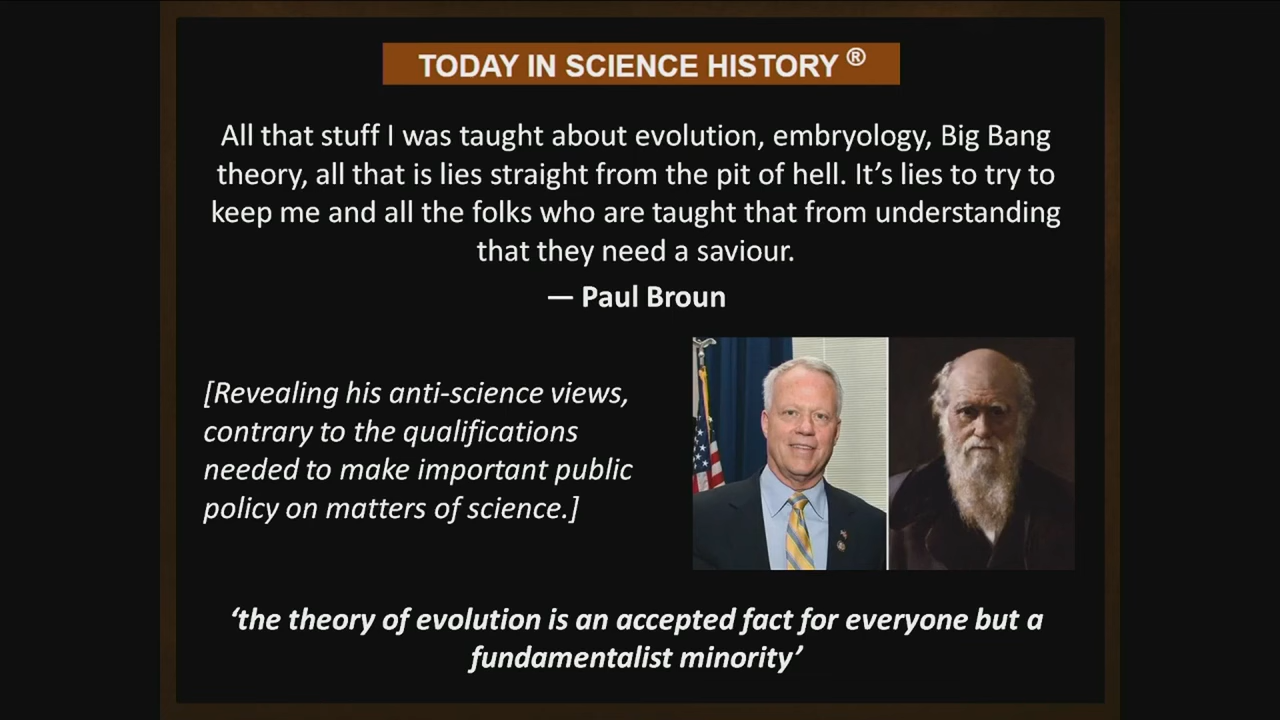 TODAY IN SCIENCE HISTORY ®
All that stuff I was taught about evolution, embryology, Big Bang
theory, all that is lies straight from the pit of hell. It’s lies to try to
keep me and all the folks who are taught that from understanding
that they need a saviour.
— Paul Broun
[Revealing his anti-science views,
contrary to the qualifications
needed to make important public
policy on matters of science.]
‘the theory of evolution is an accepted fact for everyone but a
fundamentalist minority’